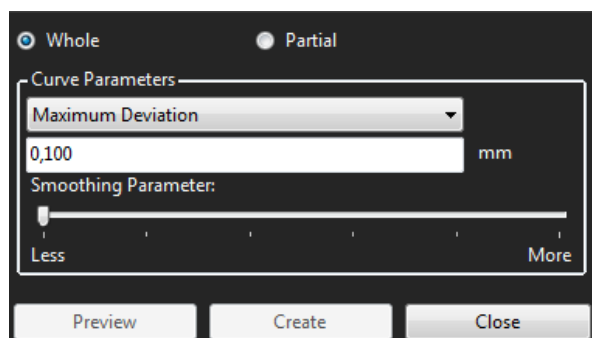 Whole Partial
Curve Parameters
Maximum Deviation
0,100 mm
Smoothing Parameter:
Less More
Preview Create Close